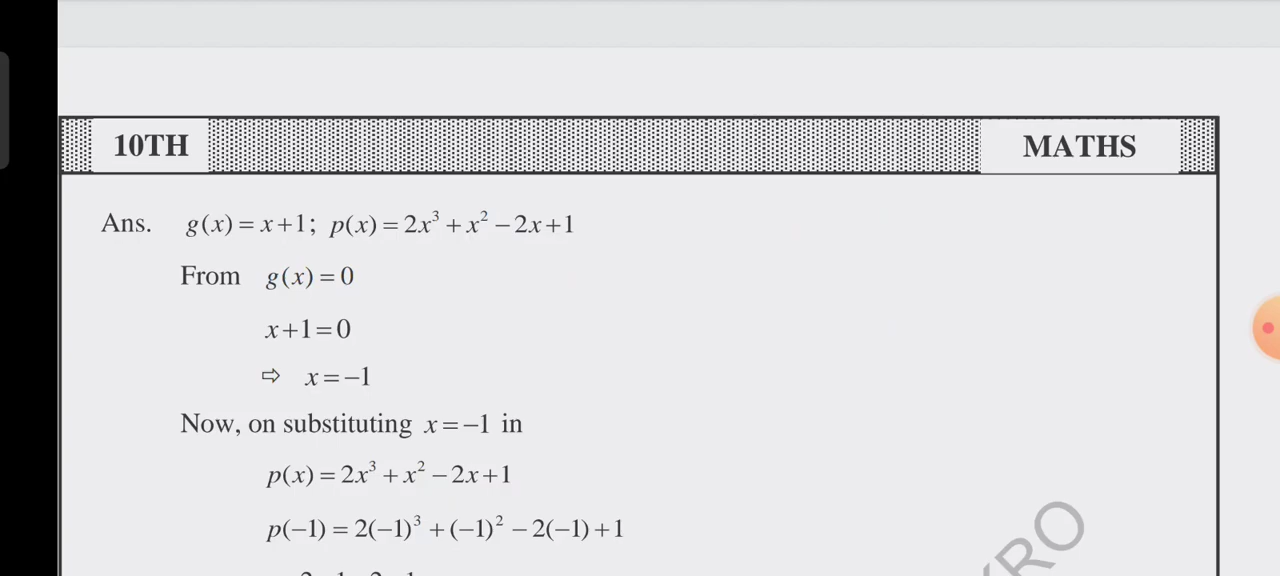 10TH MATHS
Ans. g(x) = x+1; p(x) = 2x³ + x² − 2x + 1
From g(x) = 0
x+1 = 0
⇨ x = −1
Now, on substituting x = −1 in
p(x) = 2x³ + x² − 2x + 1
p(−1) = 2(−1)³ + (−1)² − 2(−1) + 1